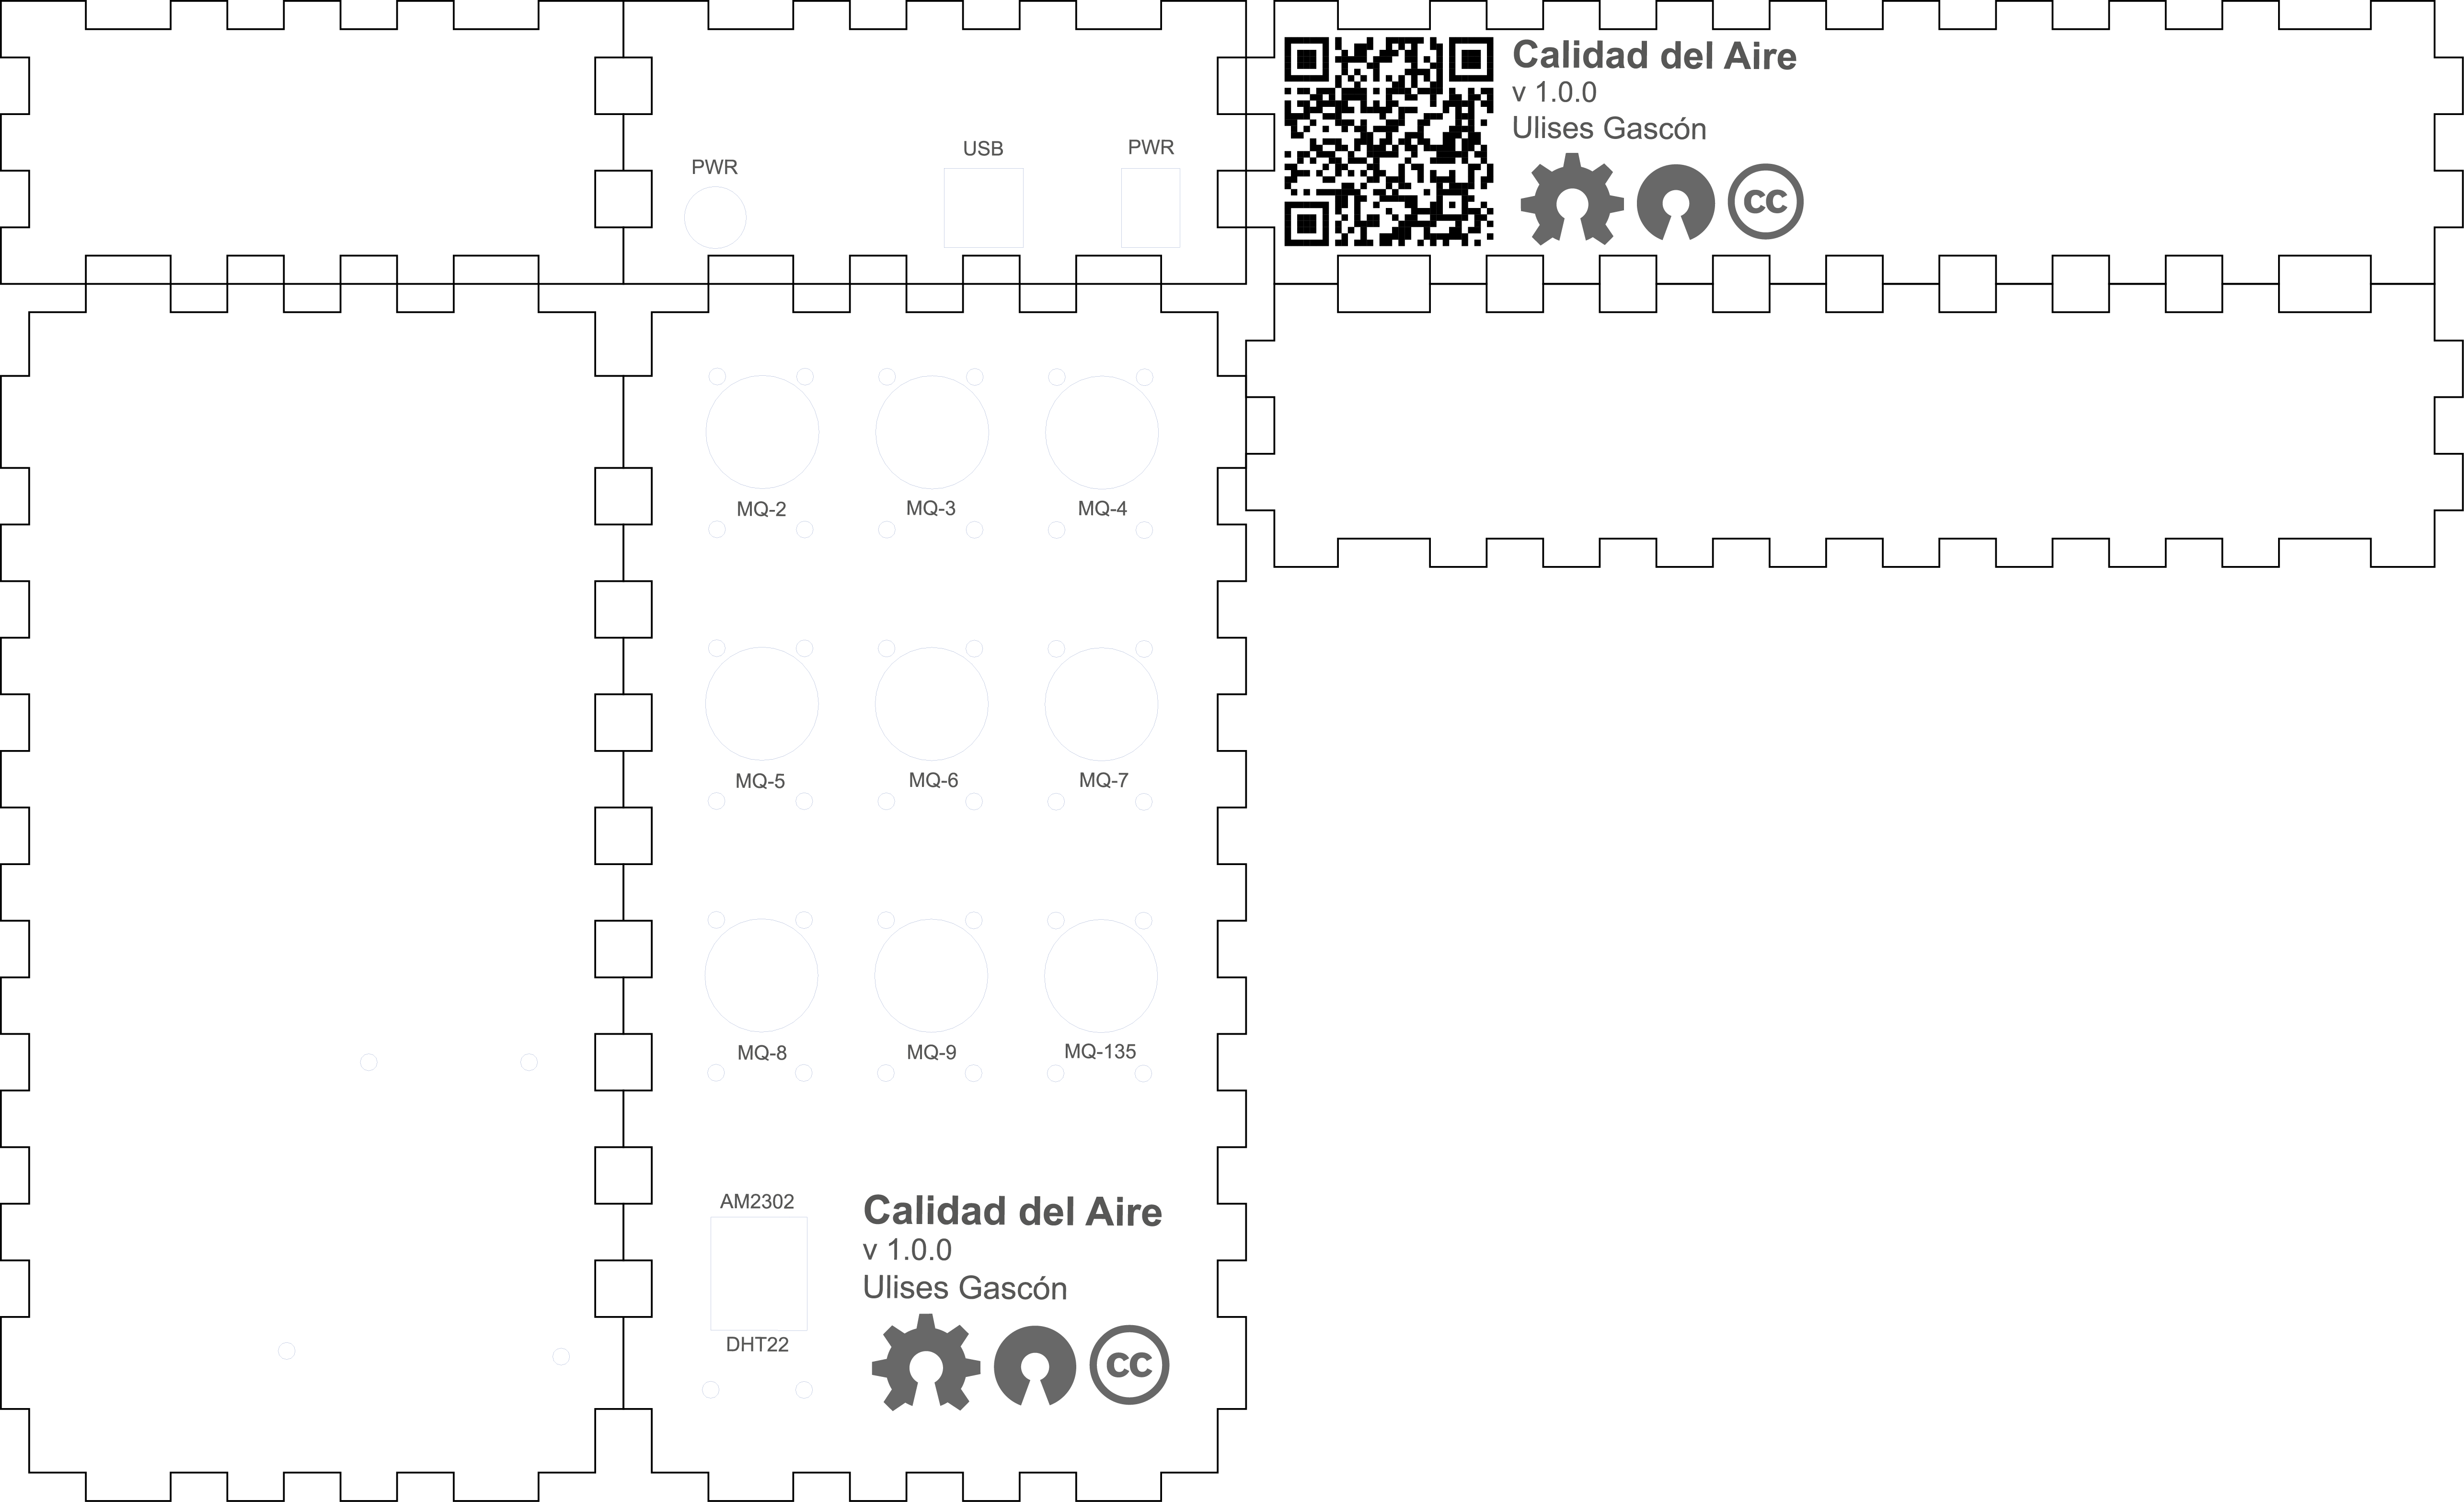 PWR
USB
PWR
Calidad del Aire
v 1.0.0
Ulises Gascón
cc
MQ-2
MQ-3
MQ-4
MQ-5
MQ-6
MQ-7
MQ-8
MQ-9
MQ-135
AM2302
DHT22
Calidad del Aire
v 1.0.0
Ulises Gascón
cc